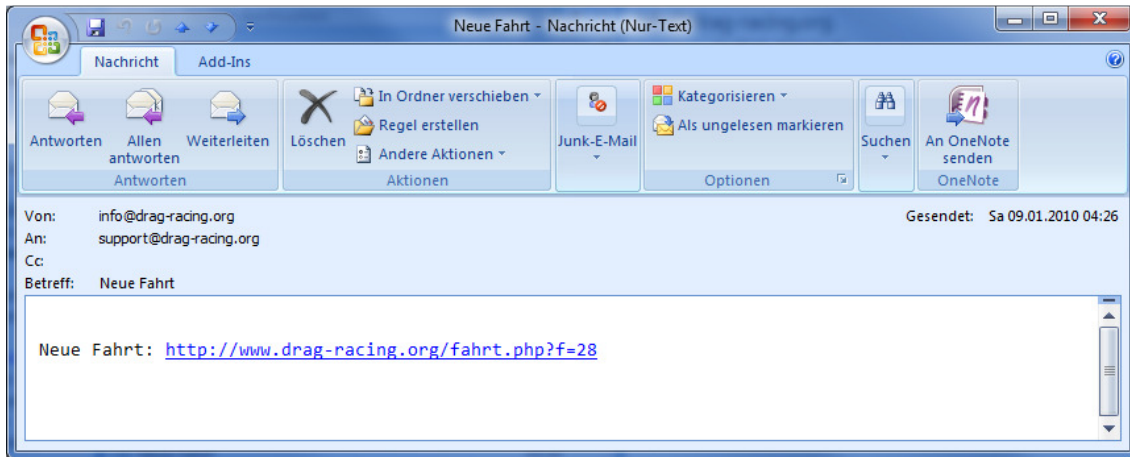 Neue Fahrt - Nachricht (Nur-Text)
Nachricht Add-Ins
Antworten
Allen antworten
Weiterleiten
Antworten
Löschen
In Ordner verschieben
Regel erstellen
Andere Aktionen
Aktionen
Junk-E-Mail
Kategorisieren
Als ungelesen markieren
Optionen
Suchen
An OneNote senden
OneNote
Von: info@drag-racing.org Gesendet: Sa 09.01.2010 04:26
An: support@drag-racing.org
Cc:
Betreff: Neue Fahrt
Neue Fahrt: http://www.drag-racing.org/fahrt.php?f=28